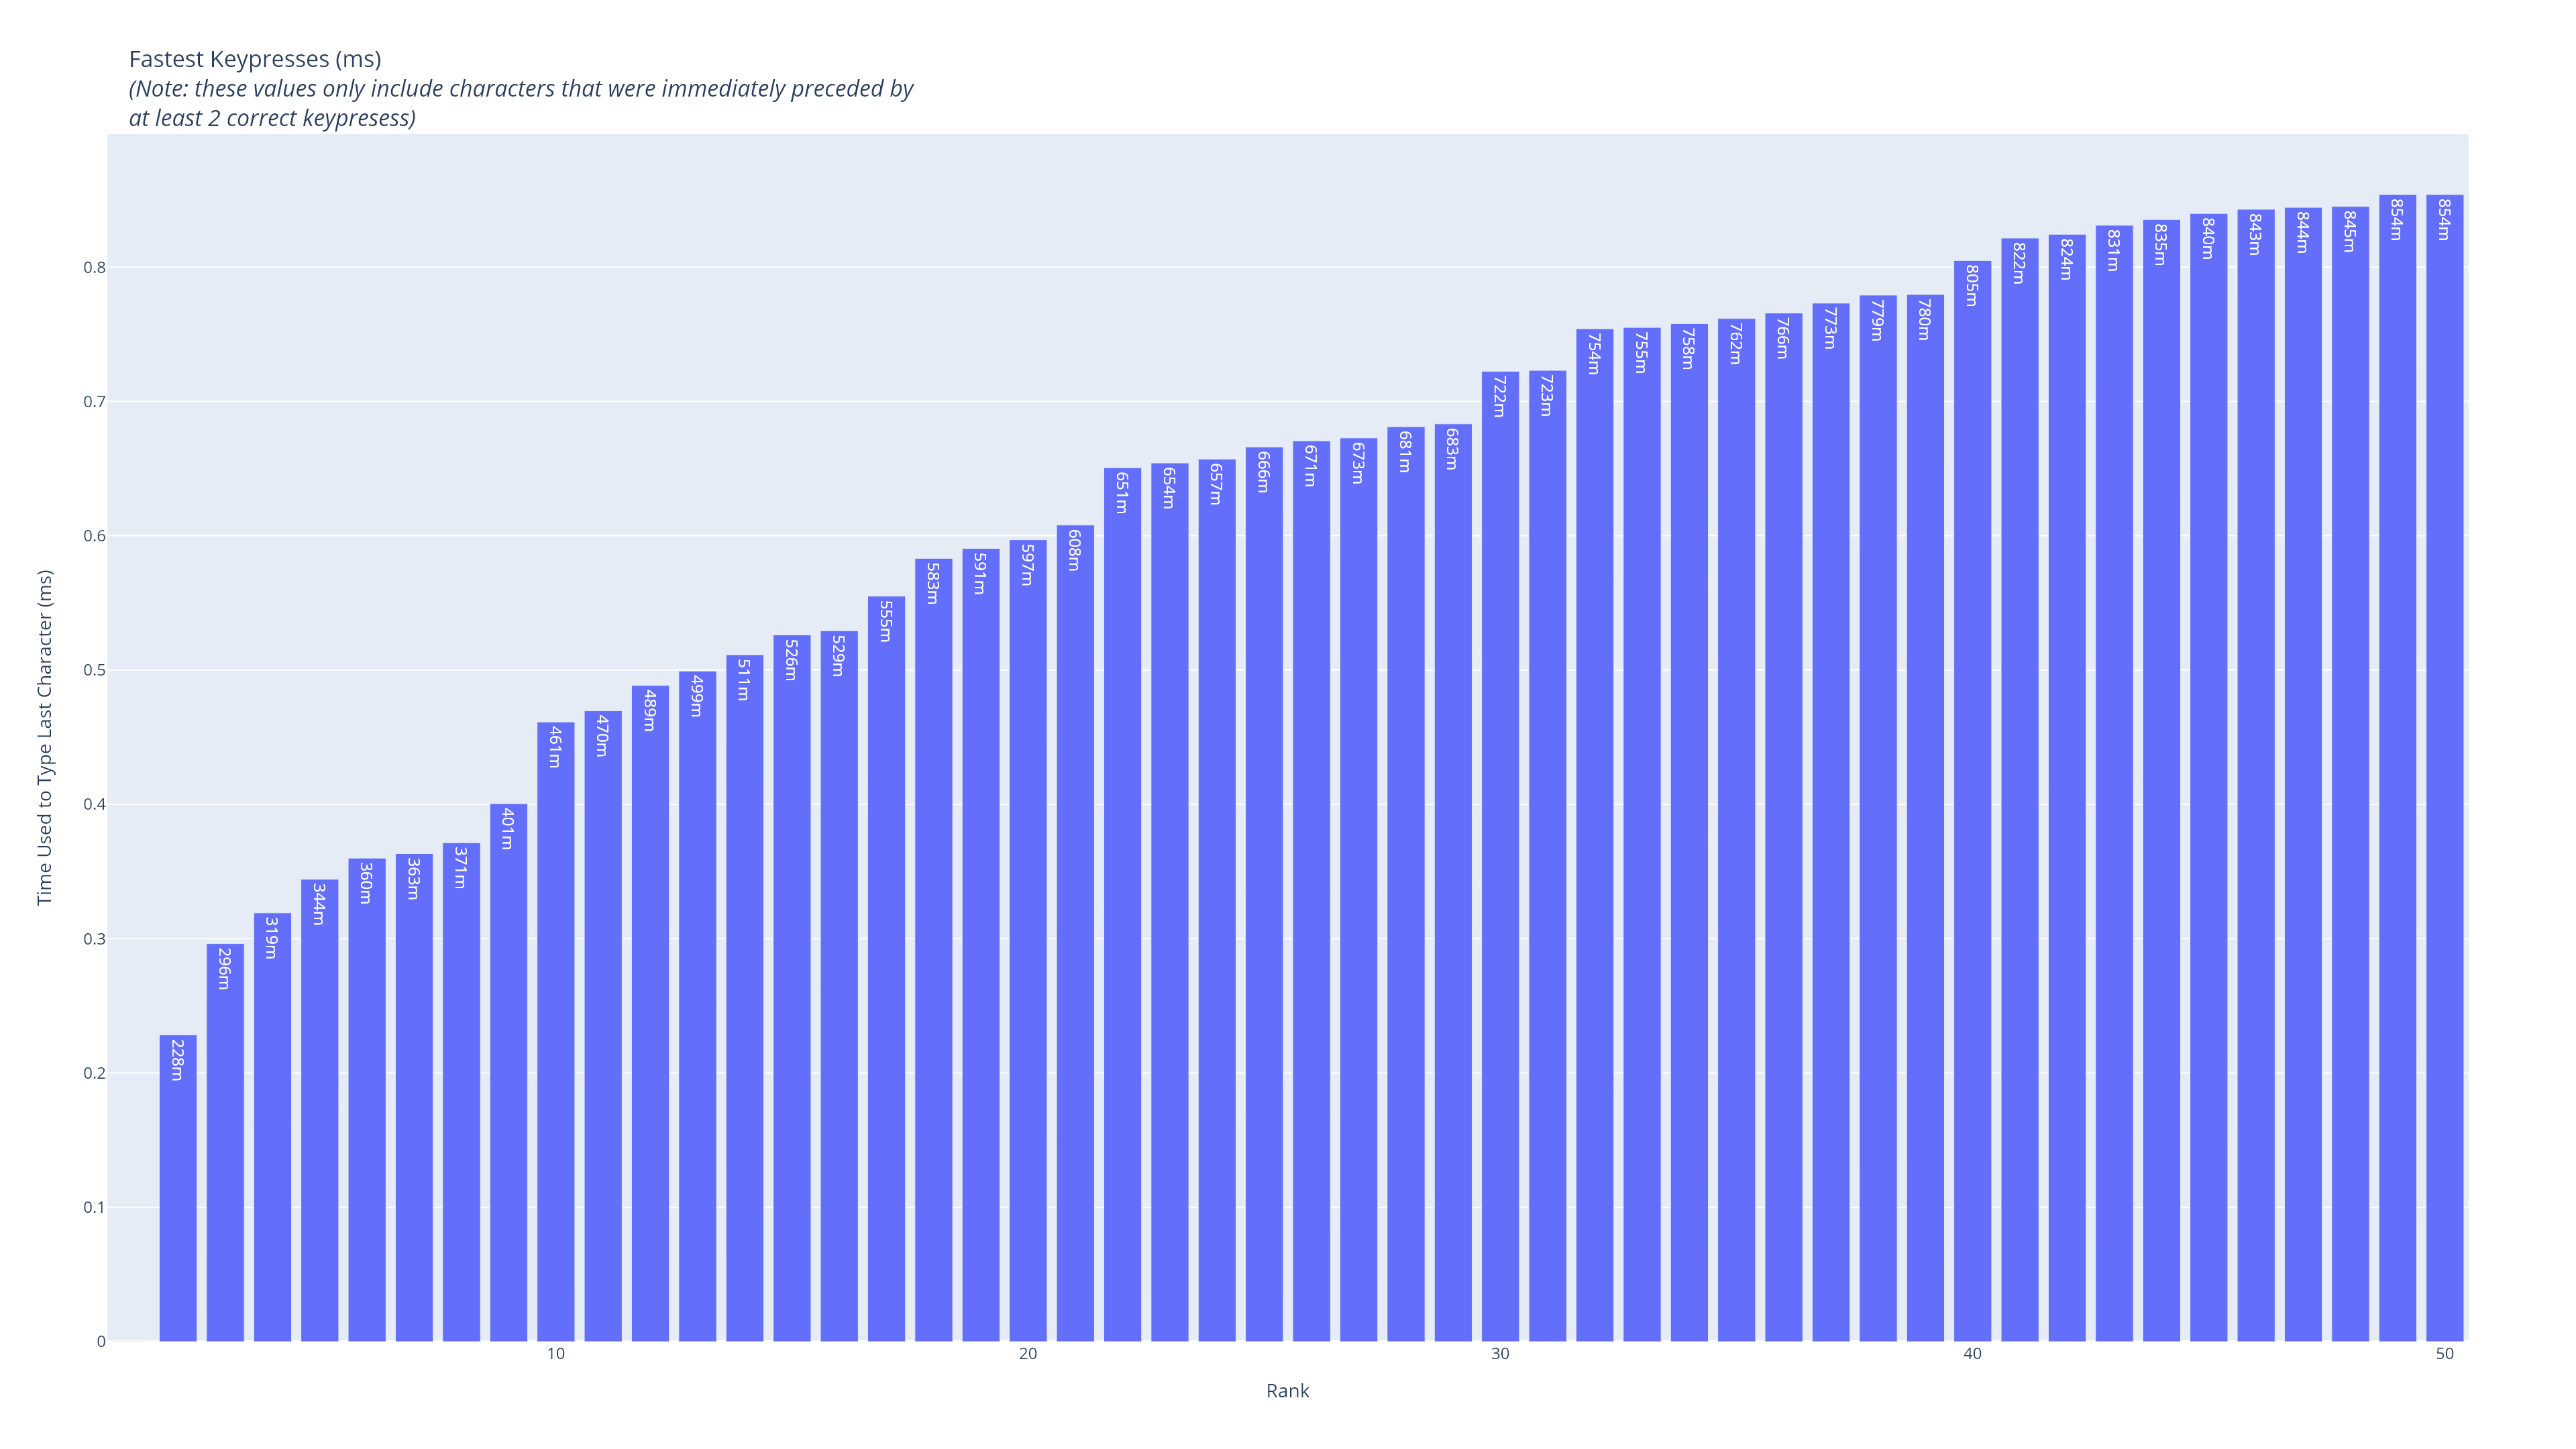 Fastest Keypresses (ms)
(Note: these values only include characters that were immediately preceded by
at least 2 correct keypresess)
Time Used to Type Last Character (ms)
0.8
0.7
0.6
0.5
0.4
0.3
0.2
0.1
0
228m
296m
319m
344m
360m
363m
371m
401m
461m
470m
489m
499m
511m
526m
529m
555m
583m
591m
597m
608m
651m
654m
657m
666m
671m
673m
681m
683m
722m
723m
754m
755m
758m
762m
766m
773m
779m
780m
805m
822m
824m
831m
835m
840m
843m
844m
845m
854m
854m
10
20
30
40
50
Rank